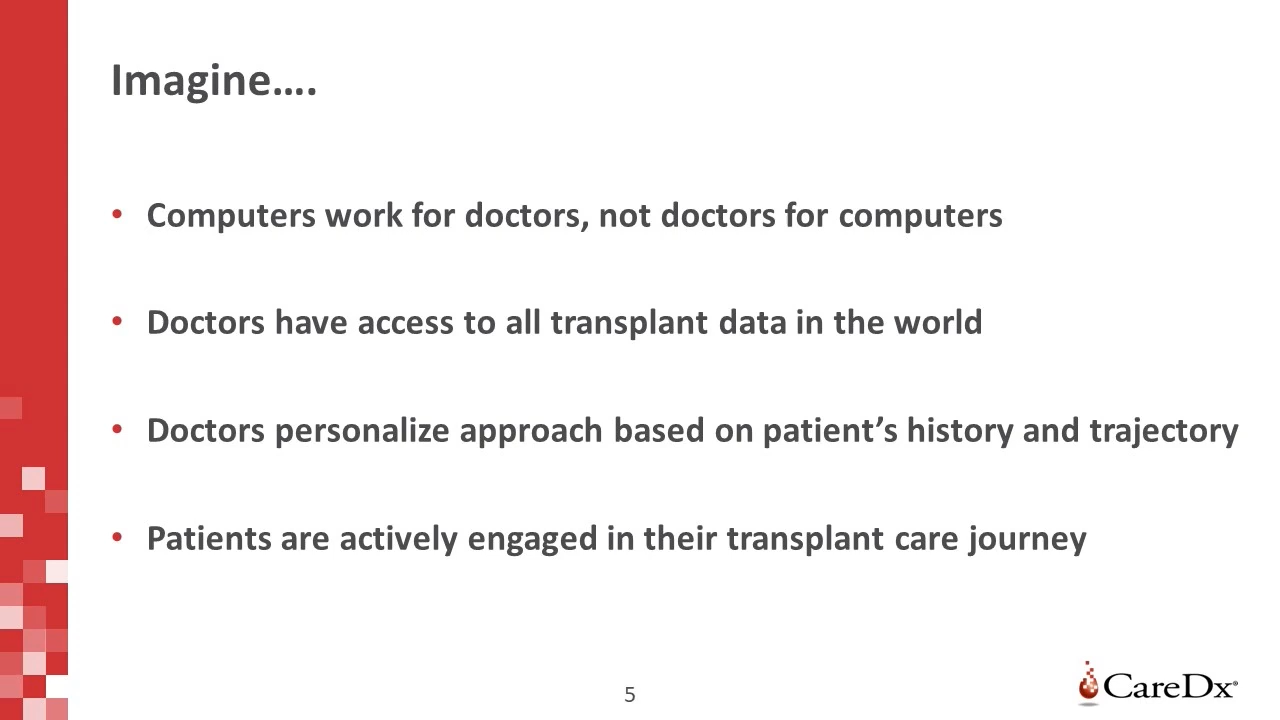 Imagine….
• Computers work for doctors, not doctors for computers
• Doctors have access to all transplant data in the world
• Doctors personalize approach based on patient’s history and trajectory
• Patients are actively engaged in their transplant care journey
5
CareDx®